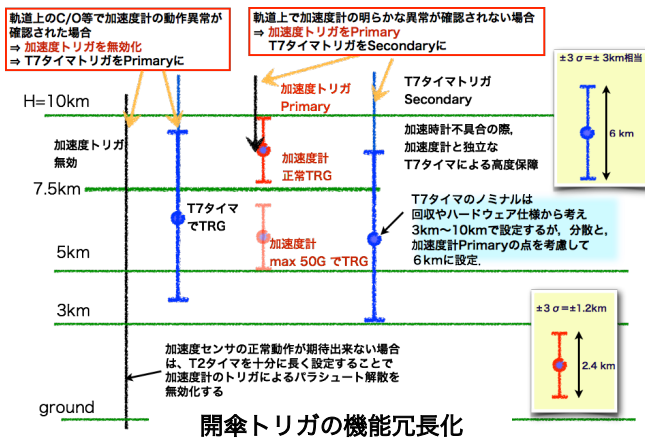 軌道上のC/O等で加速度計の動作異常が
確認された場合
⇒ 加速度トリガを無効化
⇒ T7タイマトリガをPrimaryに
軌道上で加速度計の明らかな異常が確認されない場合
⇒ 加速度トリガをPrimary
T7タイマトリガをSecondaryに
±3σ=±3km相当
6 km
H=10km
加速度トリガ
Primary
T7タイマトリガ
Secondary
加速度トリガ
無効
加速度計
正常TRG
加速時計不具合の際,
加速度計と独立な
T7タイマによる高度保障
7.5km
T7タイマ
でTRG
T7タイマのノミナルは
回収やハードウェア仕様から考え
3km〜10kmで設定するが，分散と，
加速度計Primaryの点を考慮して
６kmに設定.
加速度計
max 50G でTRG
5km
3km
±3σ=±1.2km
2.4 km
加速度センサの正常動作が期待出来ない場合
は、T2タイマを十分に長く設定することで
加速度計のトリガによるパラシュート解散を
無効化する
ground
開傘トリガの機能冗長化